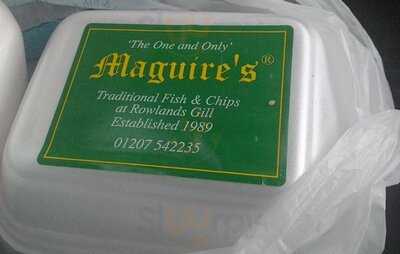 'The One and Only'
Maguire's®
Traditional Fish & Chips
at Rowlands Gill
Established 1989
01207 542235